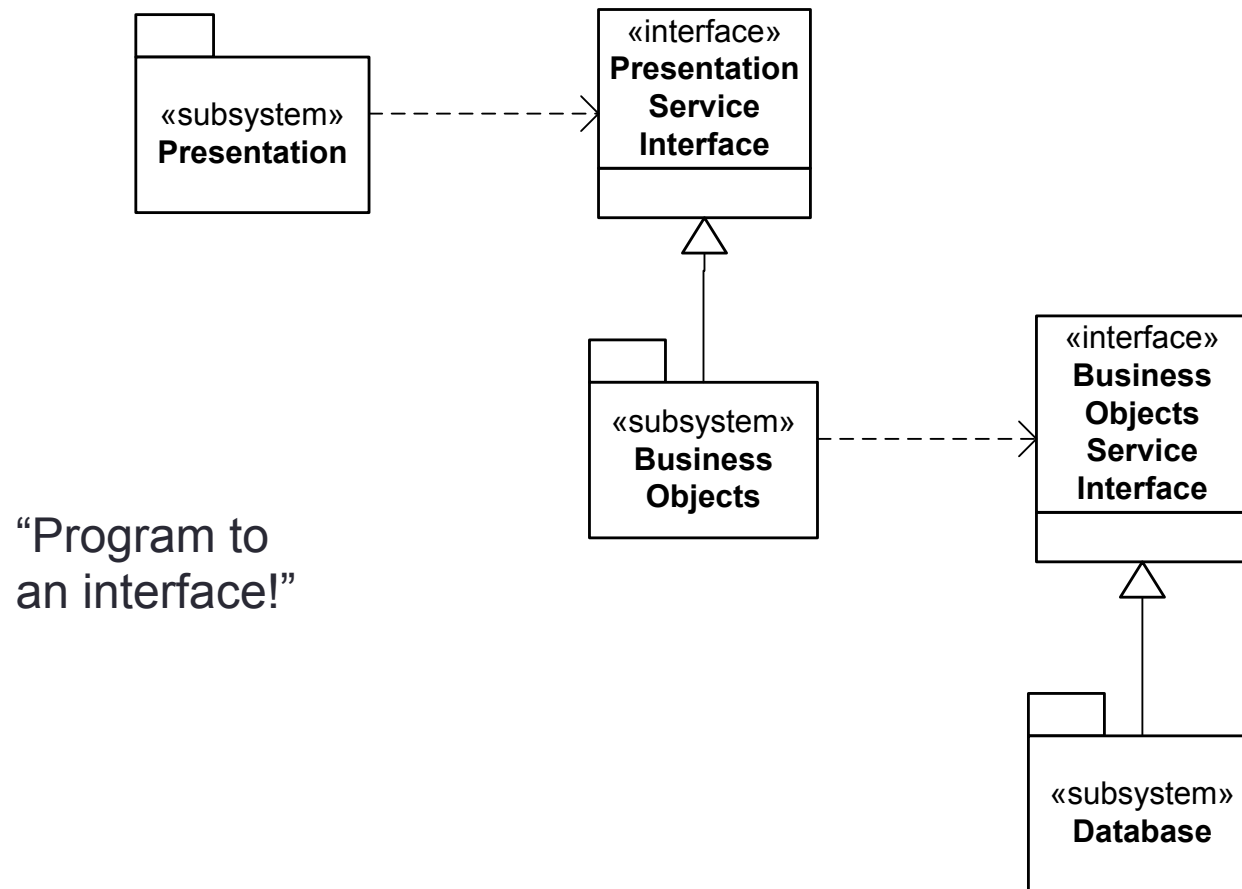 «subsystem»
Presentation
«interface»
Presentation
Service
Interface
«subsystem»
Business
Objects
«interface»
Business
Objects
Service
Interface
“Program to
an interface!”
«subsystem»
Database